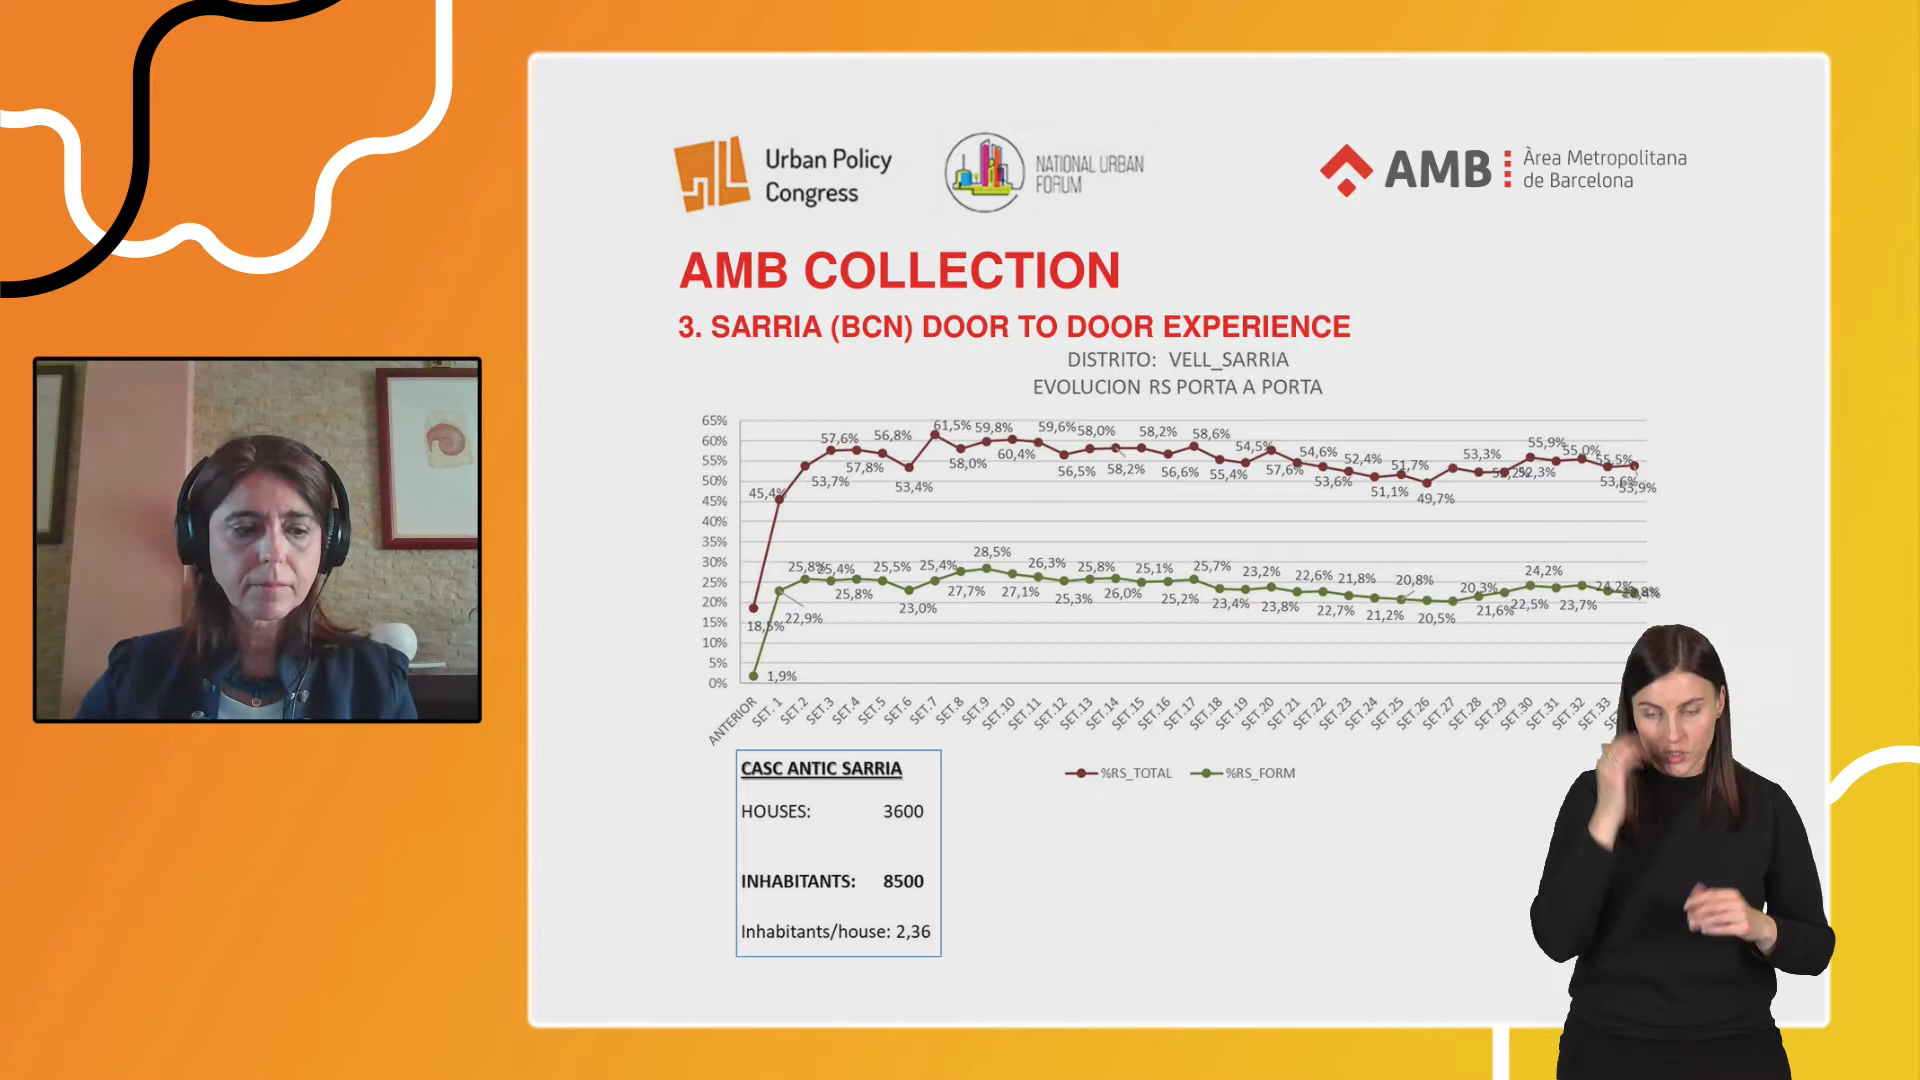 Urban Policy
Congress
NATIONAL URBAN
FORUM
AMB
Àrea Metropolitana
de Barcelona
AMB COLLECTION
3. SARRIA (BCN) DOOR TO DOOR EXPERIENCE
DISTRITO: VELL_SARRIA
EVOLUCION RS PORTA A PORTA
65%
60%
55%
50%
45%
40%
35%
30%
25%
20%
15%
10%
5%
0%
18,5% 45,4% 53,7% 57,6% 57,8% 56,8% 53,4% 61,5% 58,0% 59,8% 60,4% 59,6% 56,5% 58,0% 58,2% 58,2% 56,6% 58,6% 55,4% 54,5% 57,6% 54,6% 53,6% 52,4% 51,1% 51,7% 49,7% 53,3% 52,3% 55,9% 55,0% 55,5% 53,6% 53,9%
1,9% 22,9% 25,8% 25,4% 25,8% 25,5% 23,0% 25,4% 27,7% 28,5% 27,1% 26,3% 25,3% 25,8% 26,0% 25,1% 25,2% 25,7% 23,4% 23,2% 23,8% 22,6% 22,7% 21,8% 21,2% 20,8% 20,5% 20,3% 21,6% 22,5% 24,2% 23,7% 24,2%
ANTERIOR SET. 1 SET.2 SET.3 SET.4 SET.5 SET.6 SET.7 SET.8 SET.9 SET.10 SET.11 SET.12 SET.13 SET.14 SET.15 SET.16 SET.17 SET.18 SET.19 SET.20 SET.21 SET.22 SET.23 SET.24 SET.25 SET.26 SET.27 SET.28 SET.29 SET.30 SET.31 SET.32 SET.33
%RS_TOTAL %RS_FORM
CASC ANTIC SARRIA
HOUSES: 3600
INHABITANTS: 8500
Inhabitants/house: 2,36